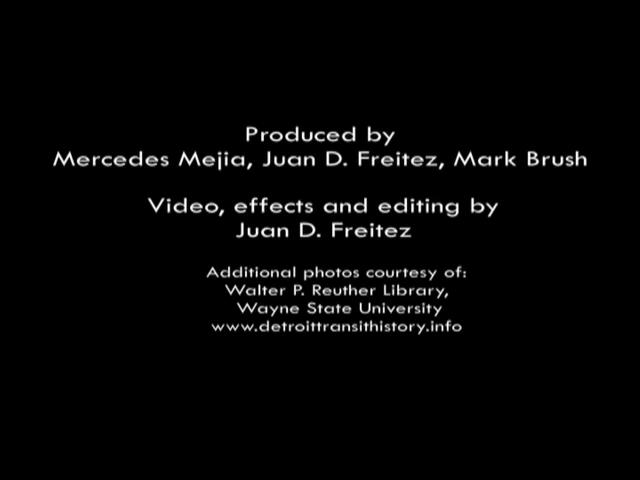 Produced by
Mercedes Mejia, Juan D. Freitez, Mark Brush
Video, effects and editing by
Juan D. Freitez
Additional photos courtesy of:
Walter P. Reuther Library,
Wayne State University
www.detroittransithistory.info